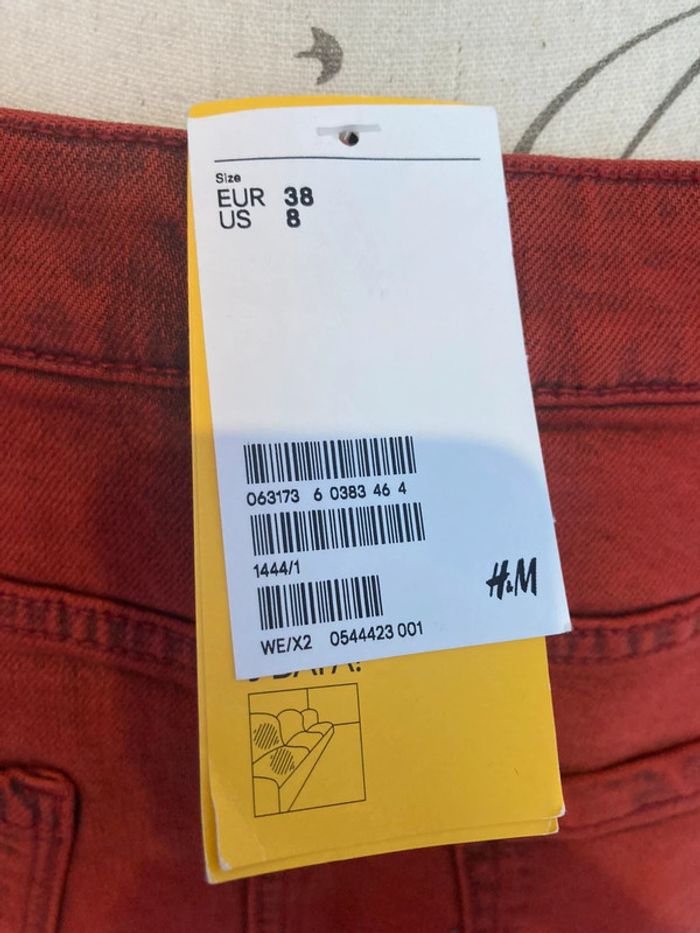 Size
EUR 38
US 8
063173 6 0383 46 4
1444/1
H&M
WE/X2 0544423 001